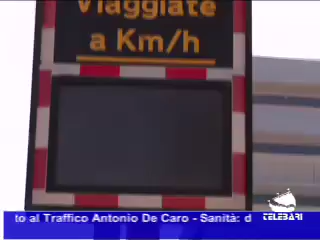 Viaggiate
a Km/h
to al Traffico Antonio De Caro - Sanità: d
TELEBARI